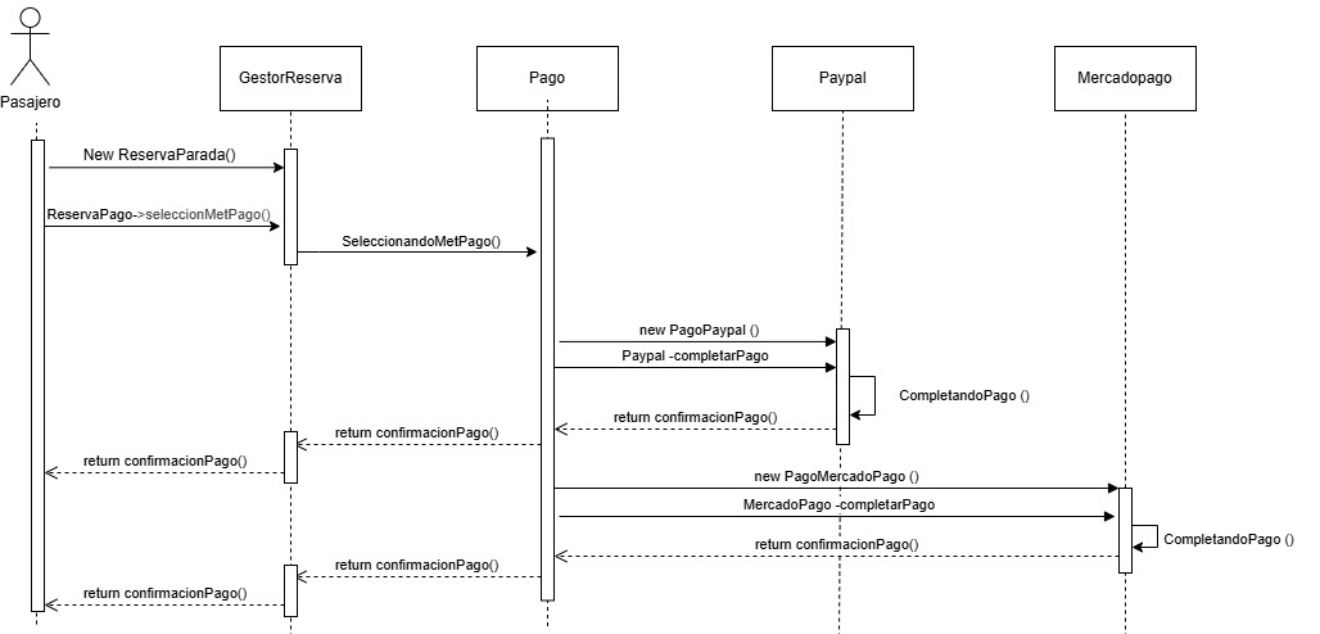 Pasajero
GestorReserva
Pago
Paypal
Mercadopago
New ReservaParada()
ReservaPago->seleccionMetPago()
SeleccionandoMetPago()
new PagoPaypal ()
Paypal -completarPago
CompletandoPago ()
return confirmacionPago()
return confirmacionPago()
return confirmacionPago()
new PagoMercadoPago ()
MercadoPago -completarPago
CompletandoPago ()
return confirmacionPago()
return confirmacionPago()
return confirmacionPago()